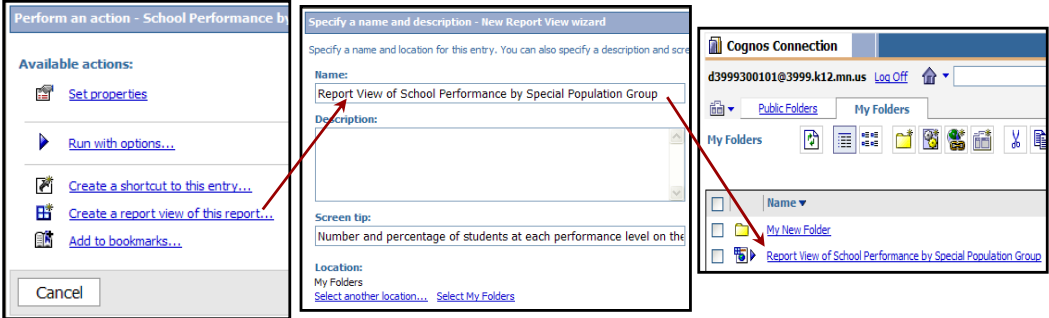 Perform an action - School Performance by
Available actions:
Set properties
Run with options...
Create a shortcut to this entry...
Create a report view of this report...
Add to bookmarks...
Cancel
Specify a name and description - New Report View wizard
Specify a name and location for this entry. You can also specify a description and scre
Name:
Report View of School Performance by Special Population Group
Description:
Screen tip:
Number and percentage of students at each performance level on the
Location:
My Folders
Select another location... Select My Folders
Cognos Connection
d3999300101@3999.k12.mn.us Log Off
Public Folders My Folders
My Folders
Name
My New Folder
Report View of School Performance by Special Population Group